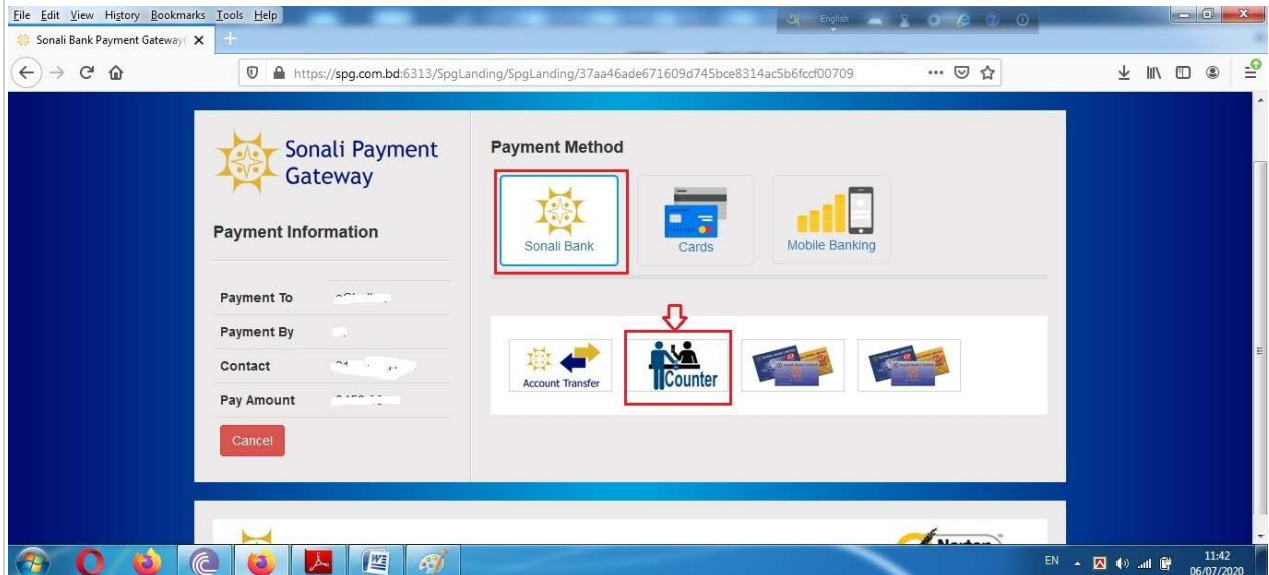 File Edit View History Bookmarks Tools Help
English
Sonali Bank Payment Gateway(
https://spg.com.bd:6313/SpgLanding/SpgLanding/37aa46ade671609d745bce8314ac5b6fccf00709
Sonali Payment
Gateway
Payment Information
Payment To
Payment By
Contact
Pay Amount
Cancel
Payment Method
Sonali Bank
Cards
Mobile Banking
Account Transfer
Counter
Norton
EN
11:42
06/07/2020